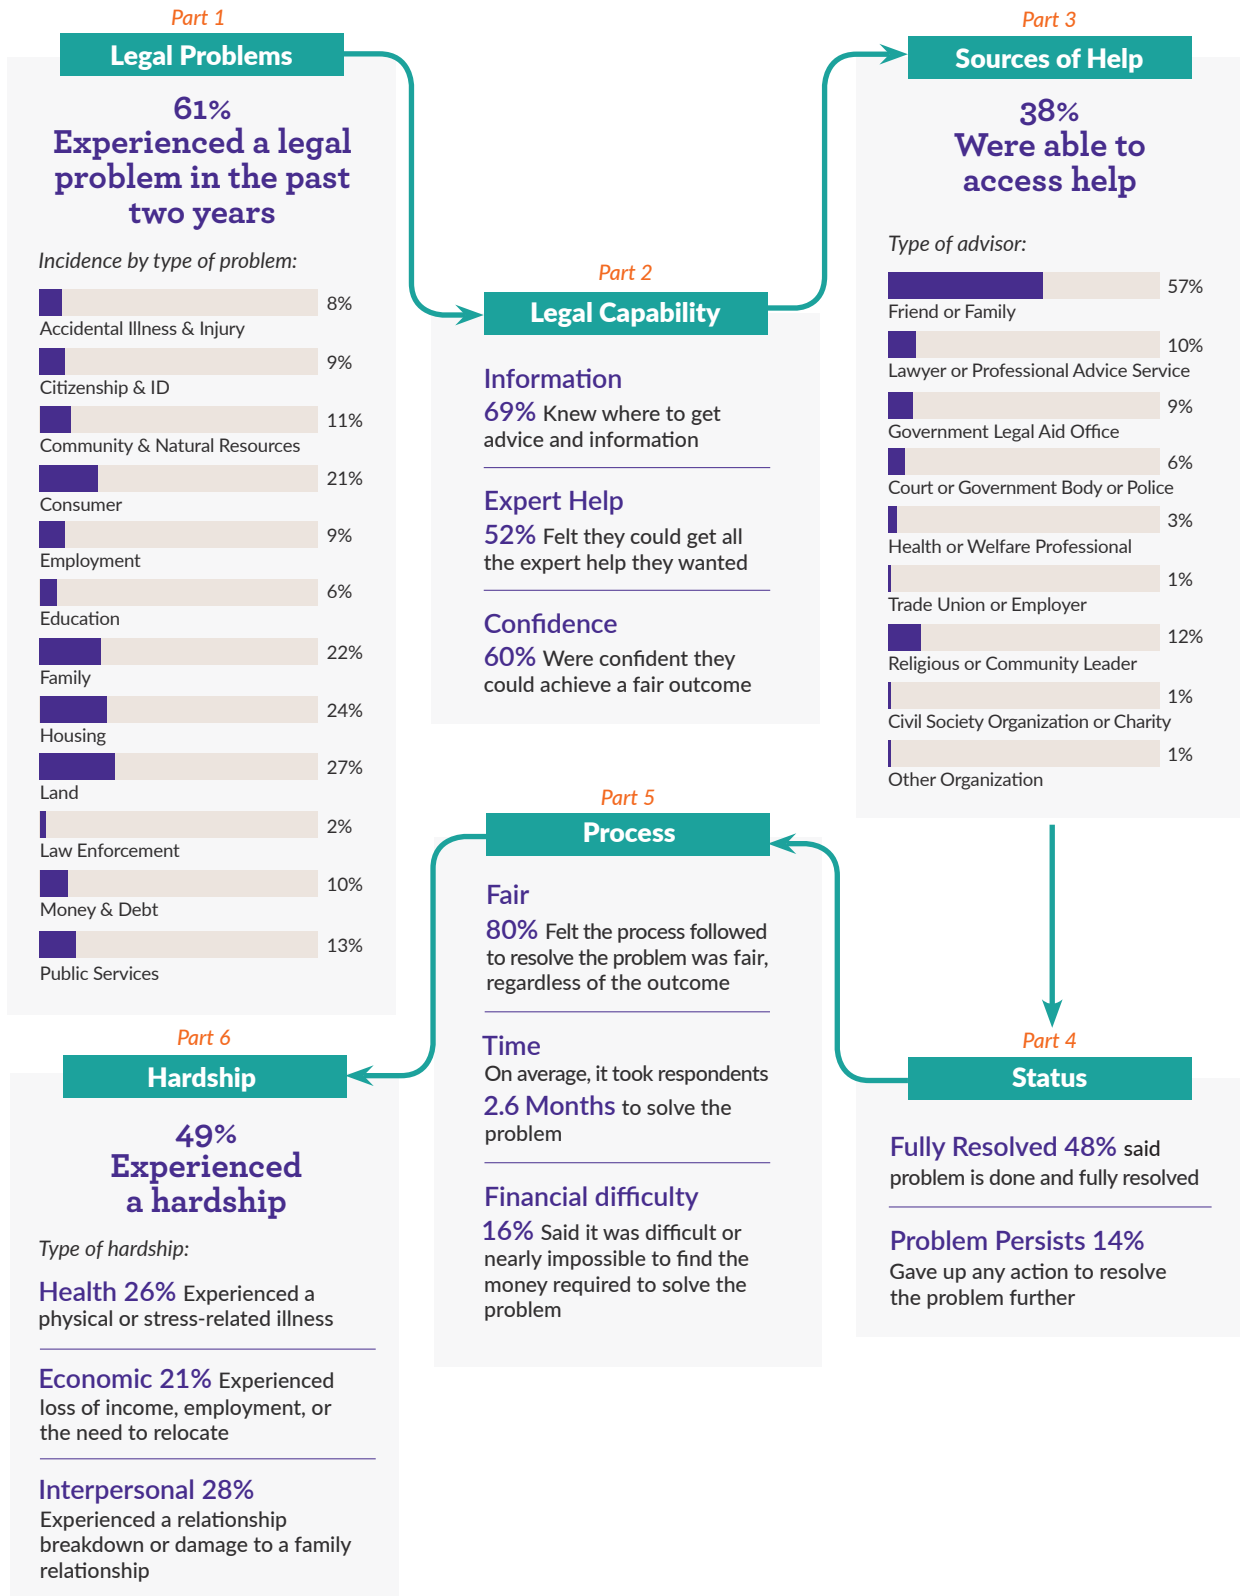 Part 1
Legal Problems
61%
Experienced a legal
problem in the past
two years
Incidence by type of problem:
8%
Accidental Illness & Injury
9%
Citizenship & ID
11%
Community & Natural Resources
21%
Consumer
9%
Employment
6%
Education
22%
Family
24%
Housing
27%
Land
2%
Law Enforcement
10%
Money & Debt
13%
Public Services
Part 2
Legal Capability
Information
69% Knew where to get
advice and information
Expert Help
52% Felt they could get all
the expert help they wanted
Confidence
60% Were confident they
could achieve a fair outcome
Part 3
Sources of Help
38%
Were able to
access help
Type of advisor:
57%
Friend or Family
10%
Lawyer or Professional Advice Service
9%
Government Legal Aid Office
6%
Court or Government Body or Police
3%
Health or Welfare Professional
1%
Trade Union or Employer
12%
Religious or Community Leader
1%
Civil Society Organization or Charity
1%
Other Organization
Part 4
Status
Fully Resolved 48% said
problem is done and fully resolved
Problem Persists 14%
Gave up any action to resolve
the problem further
Part 5
Process
Fair
80% Felt the process followed
to resolve the problem was fair,
regardless of the outcome
Time
On average, it took respondents
2.6 Months to solve the
problem
Financial difficulty
16% Said it was difficult or
nearly impossible to find the
money required to solve the
problem
Part 6
Hardship
49%
Experienced
a hardship
Type of hardship:
Health 26% Experienced a
physical or stress-related illness
Economic 21% Experienced
loss of income, employment, or
the need to relocate
Interpersonal 28%
Experienced a relationship
breakdown or damage to a family
relationship